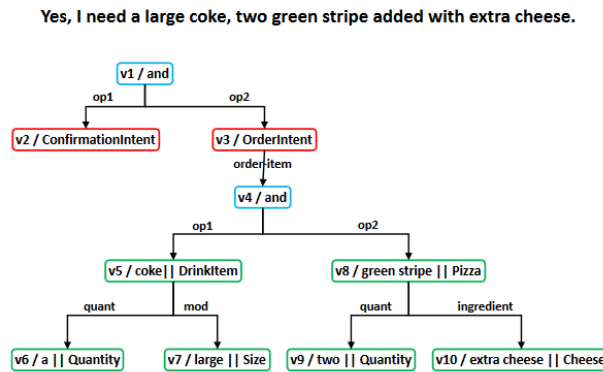 Yes, I need a large coke, two green stripe added with extra cheese.
v1 / and
op1 op2
v2 / ConfirmationIntent v3 / OrderIntent
order-item
v4 / and
op1 op2
v5 / coke|| DrinkItem v8 / green stripe || Pizza
quant mod quant ingredient
v6 / a || Quantity v7 / large || Size v9 / two || Quantity v10 / extra cheese || Cheese